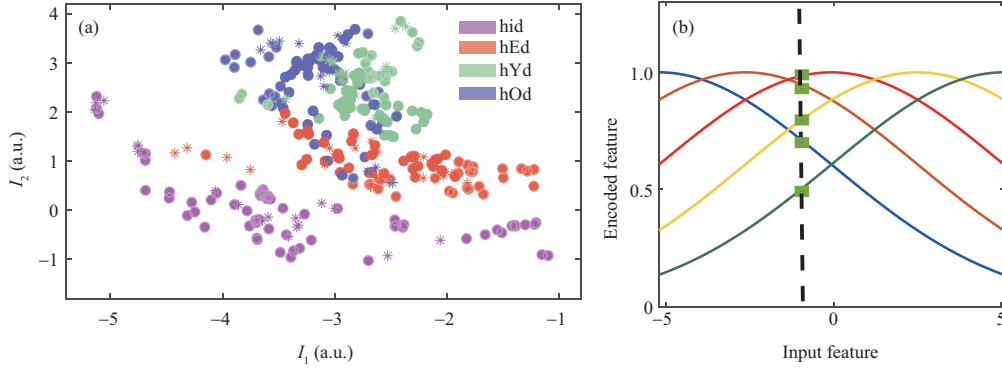 (a)
hid
hEd
hYd
hOd
4
3
2
1
0
−1
I2 (a.u.)
−5
−4
−3
−2
−1
I1 (a.u.)
(b)
1.0
0.5
0
Encoded feature
−5
0
5
Input feature